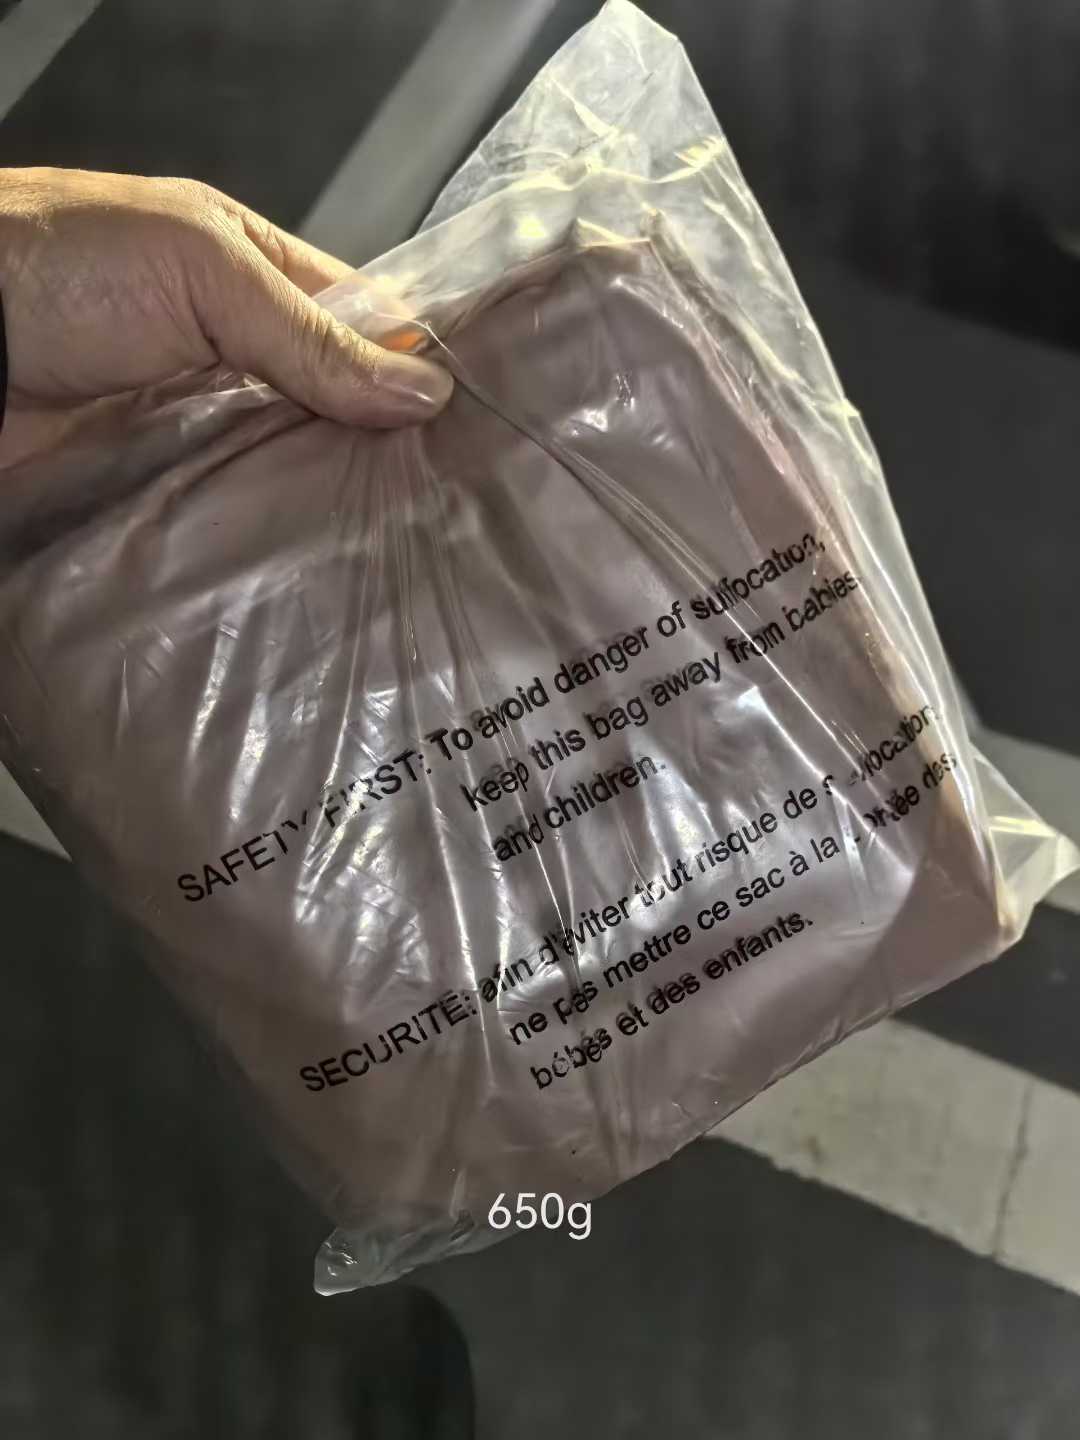 SAFETY FIRST: To avoid danger of suffocation,
keep this bag away from babies
and children.
SECURITE: afin d'éviter tout risque de suffocation,
ne pas mettre ce sac à la portée des
bébés et des enfants.
650g